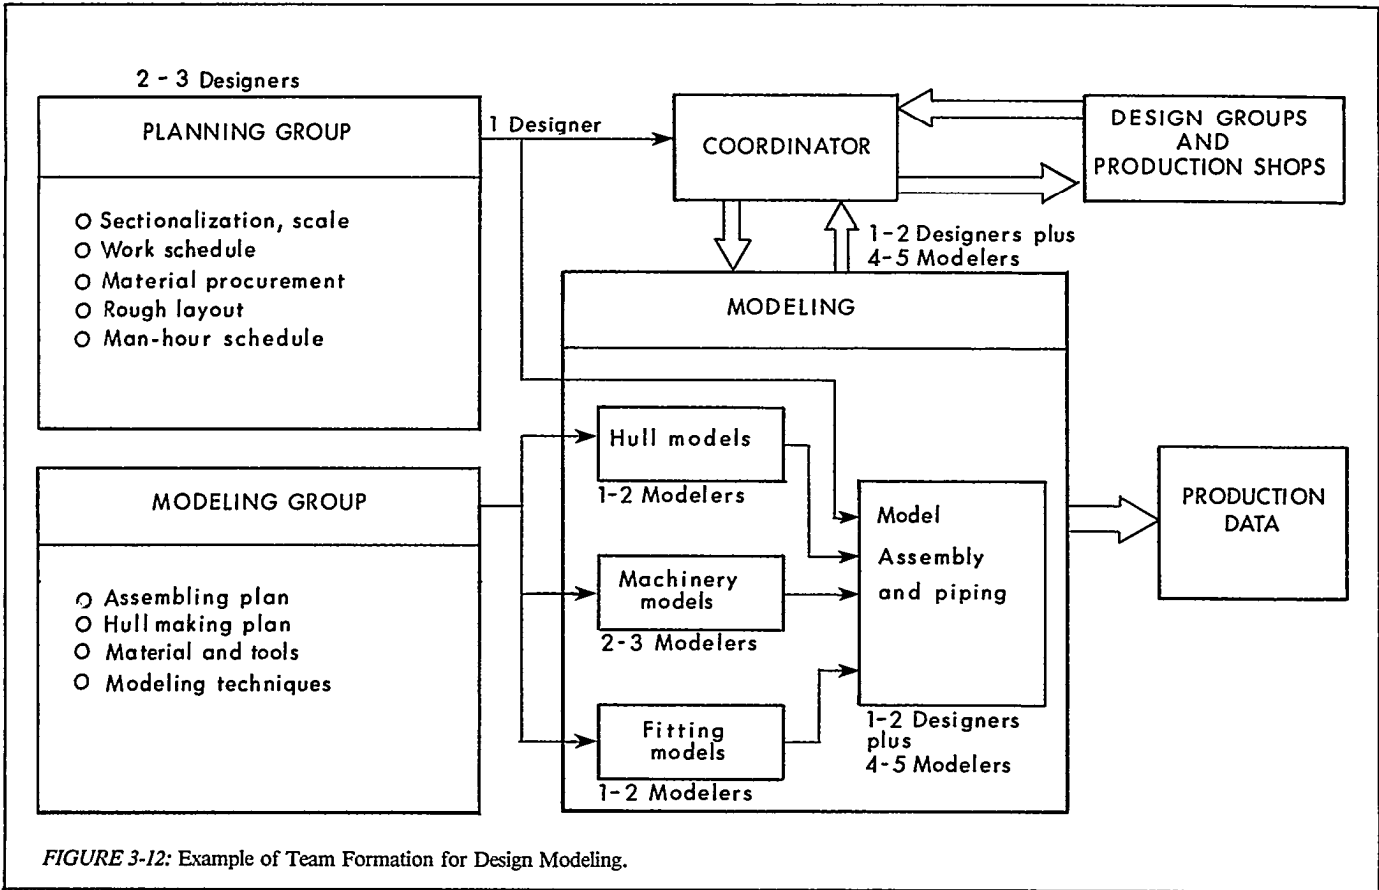 2 - 3 Designers
PLANNING GROUP
O Sectionalization, scale
O Work schedule
O Material procurement
O Rough layout
O Man-hour schedule
1 Designer
COORDINATOR
DESIGN GROUPS
AND
PRODUCTION SHOPS
1-2 Designers plus
4-5 Modelers
MODELING
MODELING GROUP
O Assembling plan
O Hull making plan
O Material and tools
O Modeling techniques
Hull models
1-2 Modelers
Machinery
models
2-3 Modelers
Fitting
models
1-2 Modelers
Model
Assembly
and piping
1-2 Designers
plus
4-5 Modelers
PRODUCTION
DATA
FIGURE 3-12: Example of Team Formation for Design Modeling.